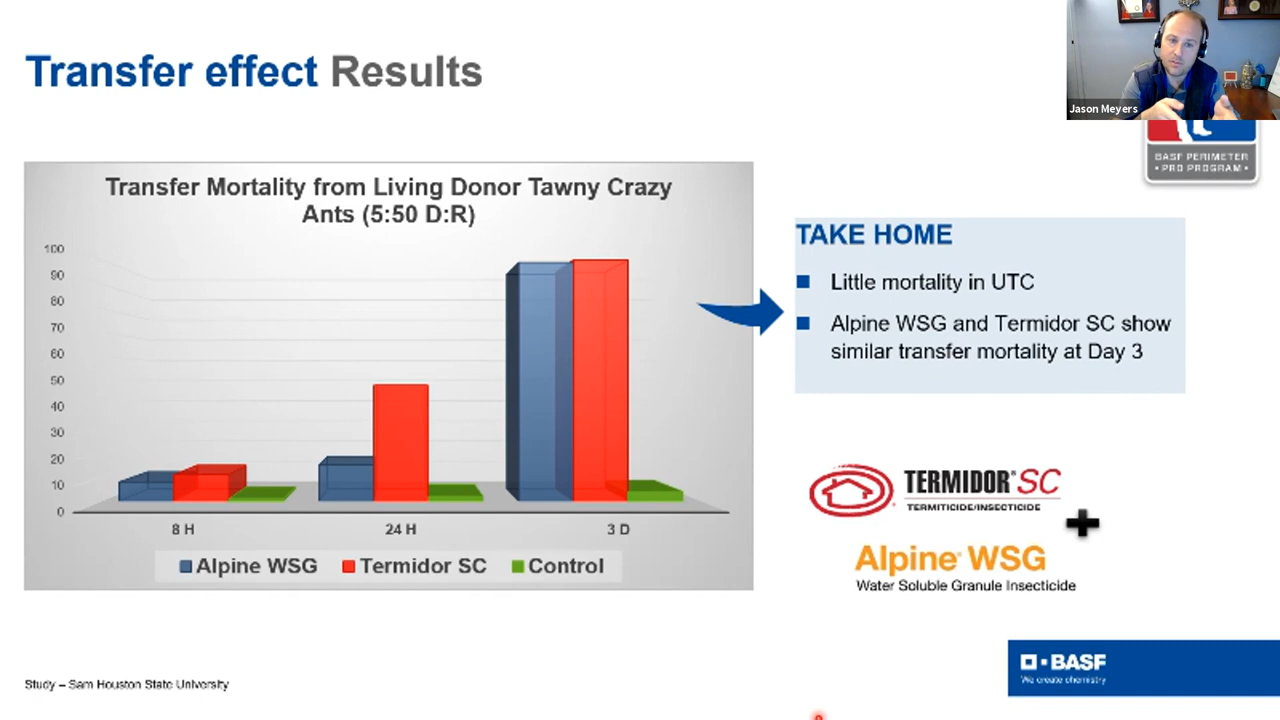 Transfer effect Results
Jason Meyers
BASF PERIMETER
• PRO PROGRAM •
Transfer Mortality from Living Donor Tawny Crazy
Ants (5:50 D:R)
100
90
80
70
60
50
40
30
20
10
0
8 H
24 H
3 D
Alpine WSG
Termidor SC
Control
TAKE HOME
Little mortality in UTC
Alpine WSG and Termidor SC show
similar transfer mortality at Day 3
TERMIDOR® SC
TERMITICIDE/INSECTICIDE
Alpine® WSG
Water Soluble Granule Insecticide
BASF
We create chemistry
Study – Sam Houston State University